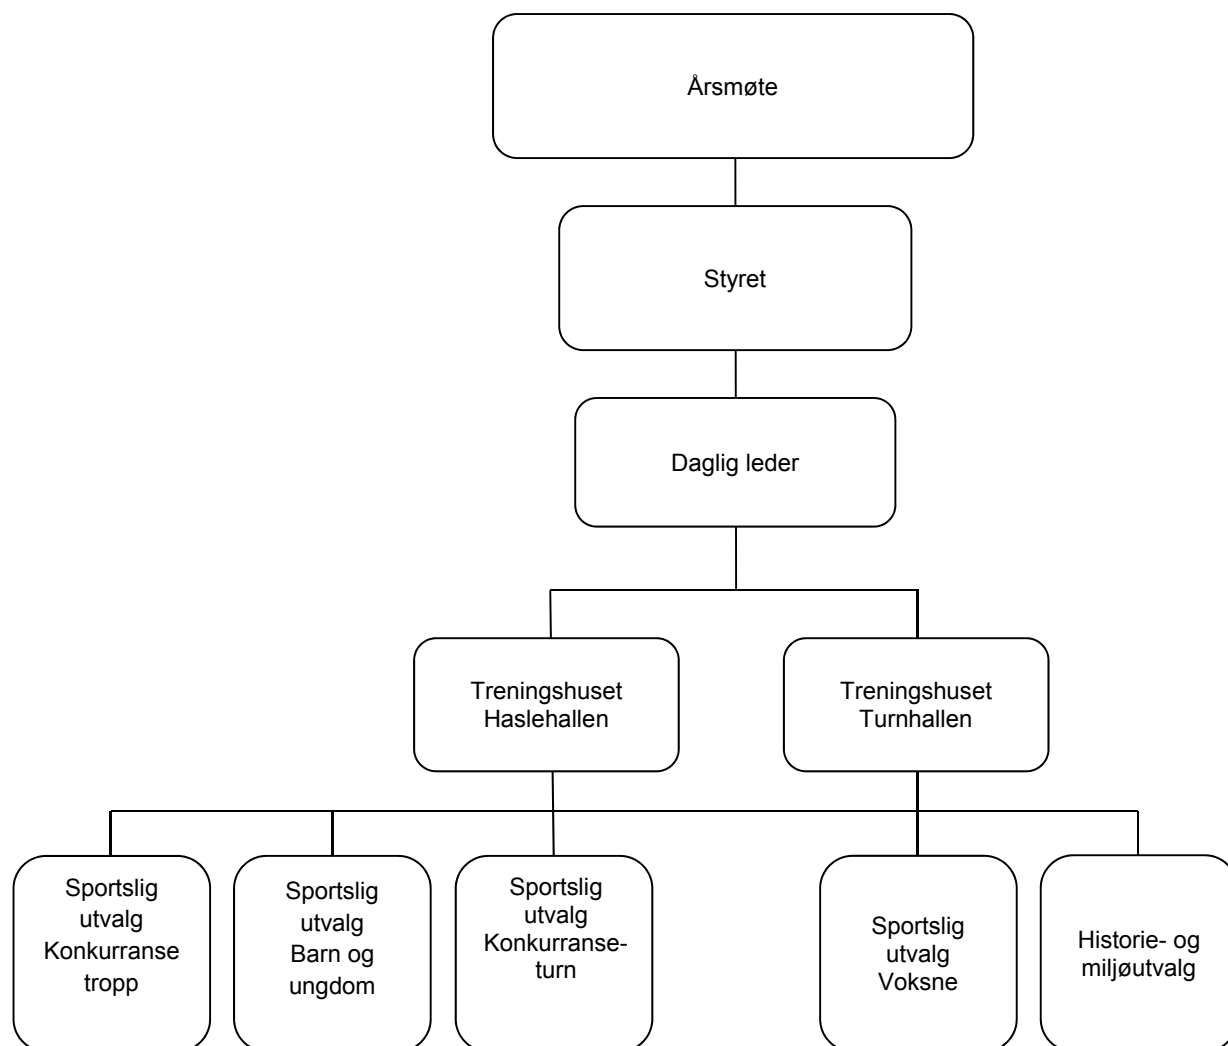 Årsmøte
Styret
Daglig leder
Treningshuset
Haslehallen
Treningshuset
Turnhallen
Sportslig
utvalg
Konkurranse
tropp
Sportslig
utvalg
Barn og
ungdom
Sportslig
utvalg
Konkurranse-
turn
Sportslig
utvalg
Voksne
Historie- og
miljøutvalg